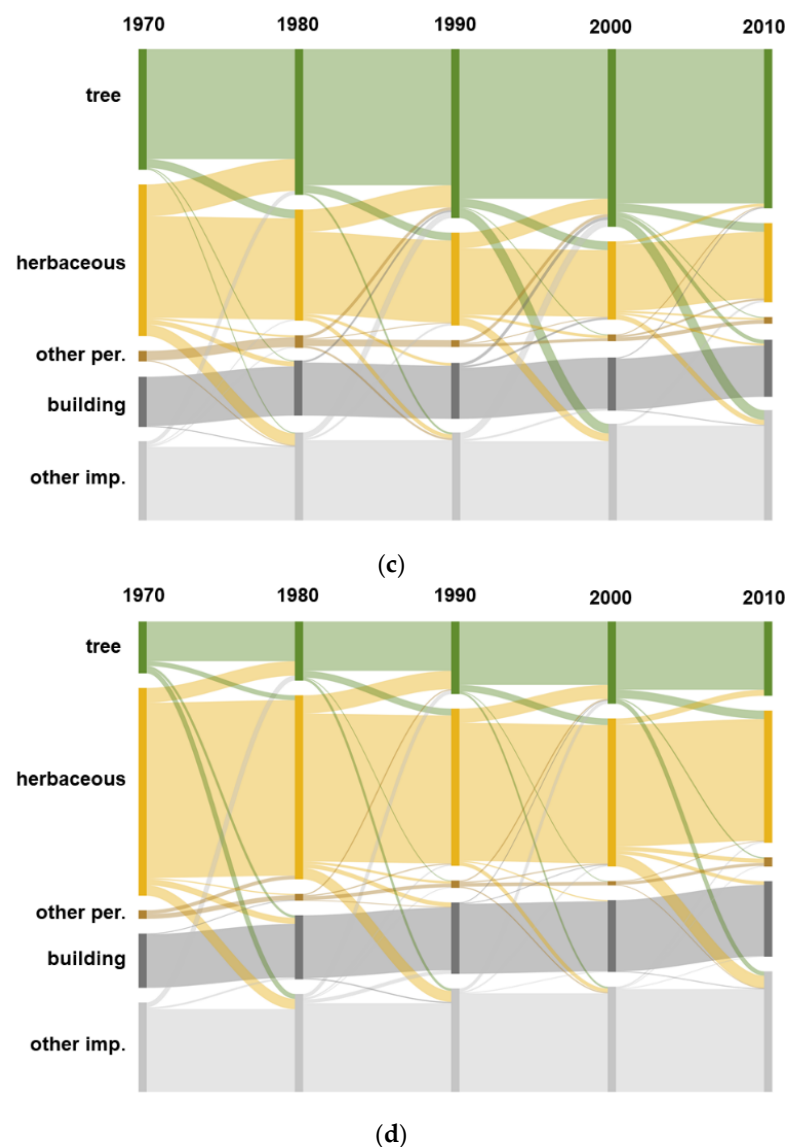 1970 1980 1990 2000 2010
tree
herbaceous
other per.
building
other imp.
(c)
1970 1980 1990 2000 2010
tree
herbaceous
other per.
building
other imp.
(d)